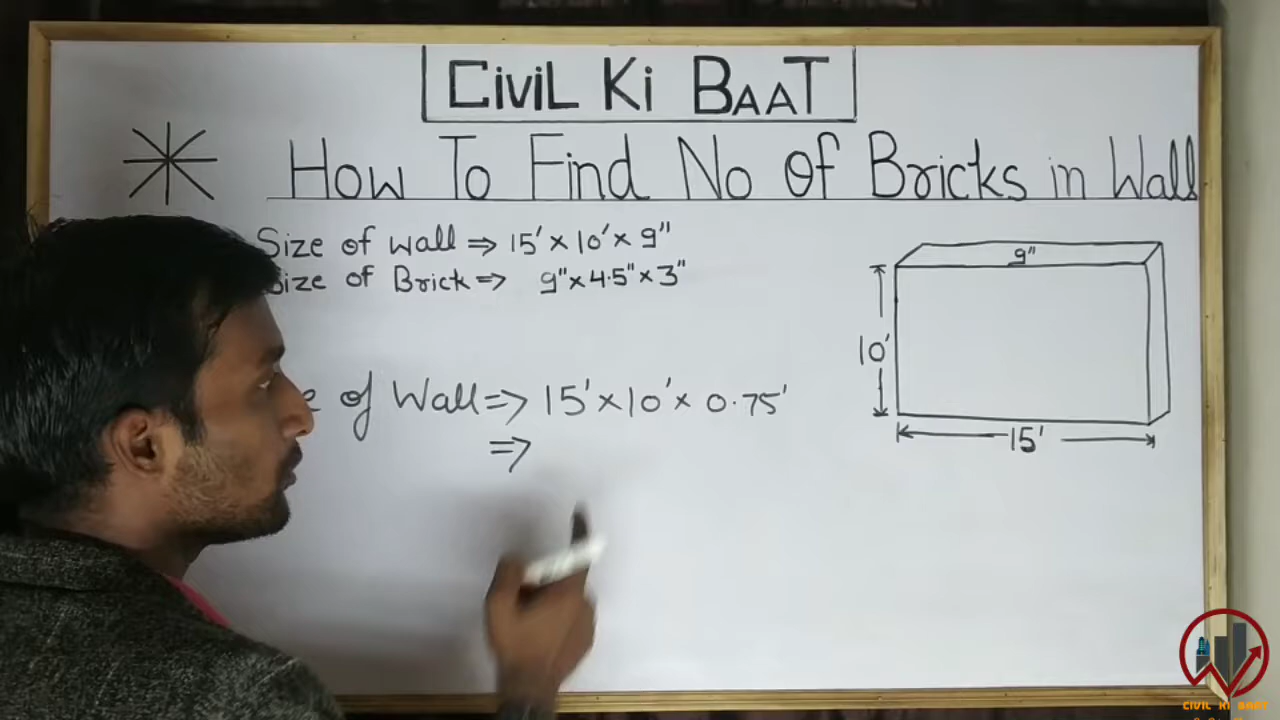 CiviL Ki BAAT
How To Find No Of Bricks in Wall
Size of wall ⇒ 15' × 10' × 9"
Size of Brick ⇒ 9" × 4.5" × 3"
9"
10'
of Wall ⇒ 15' × 10' × 0.75'
⇒
15'
CIVIL KI BAAT